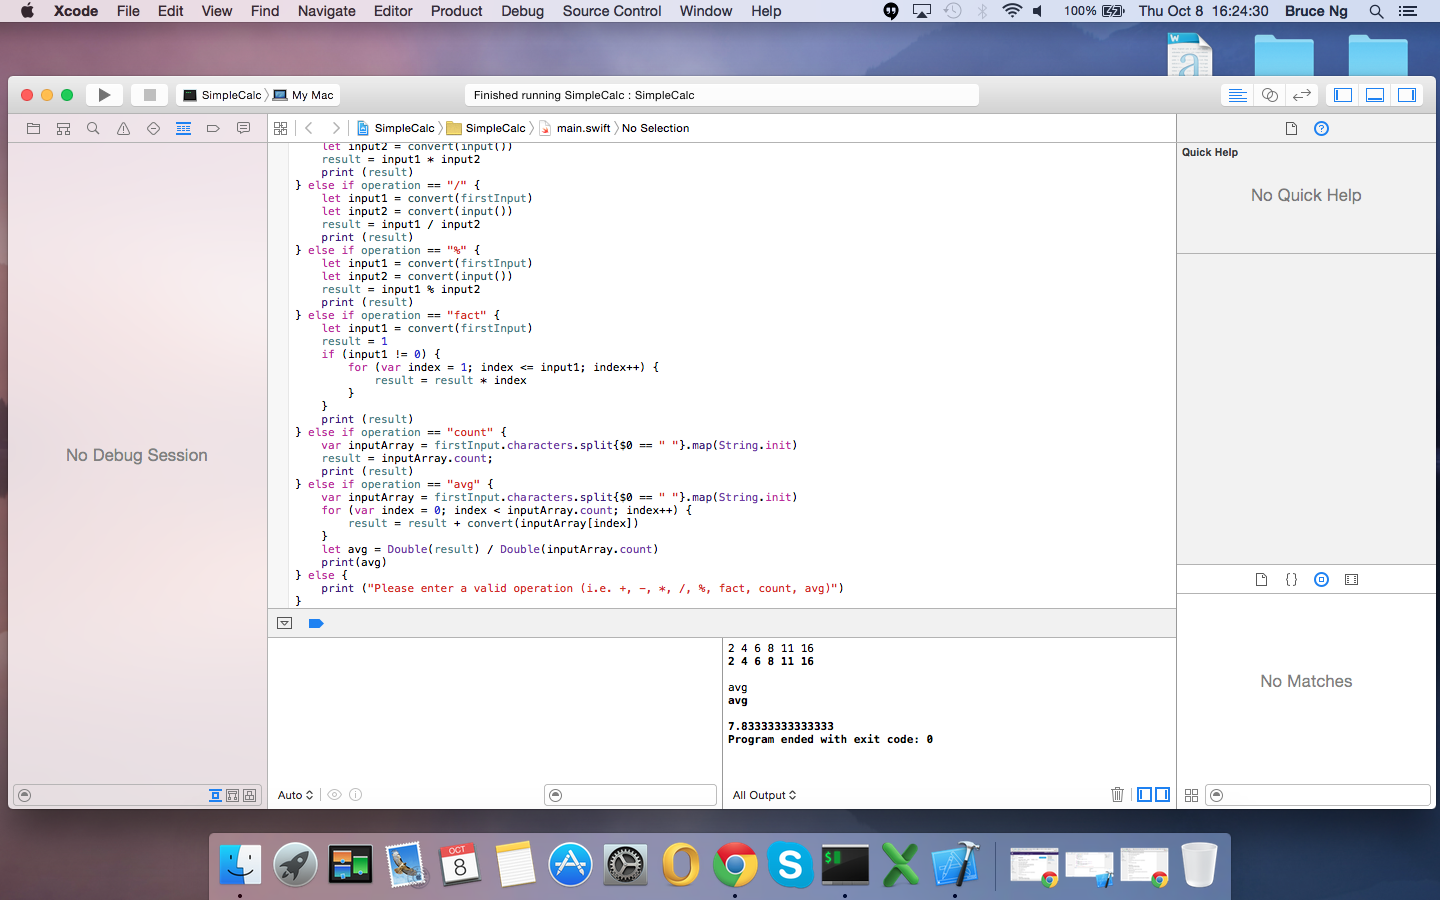 Xcode File Edit View Find Navigate Editor Product Debug Source Control Window Help 100% Thu Oct 8 16:24:30 Bruce Ng
W
a
SimpleCalc My Mac Finished running SimpleCalc : SimpleCalc
SimpleCalc SimpleCalc main.swift No Selection
Quick Help
No Quick Help
let input2 = convert(input())
result = input1 * input2
print (result)
} else if operation == "/" {
let input1 = convert(firstInput)
let input2 = convert(input())
result = input1 / input2
print (result)
} else if operation == "%" {
let input1 = convert(firstInput)
let input2 = convert(input())
result = input1 % input2
print (result)
} else if operation == "fact" {
let input1 = convert(firstInput)
result = 1
if (input1 != 0) {
for (var index = 1; index <= input1; index++) {
result = result * index
}
}
print (result)
} else if operation == "count" {
var inputArray = firstInput.characters.split{$0 == " "}.map(String.init)
result = inputArray.count;
print (result)
} else if operation == "avg" {
var inputArray = firstInput.characters.split{$0 == " "}.map(String.init)
for (var index = 0; index < inputArray.count; index++) {
result = result + convert(inputArray[index])
}
let avg = Double(result) / Double(inputArray.count)
print(avg)
} else {
print ("Please enter a valid operation (i.e. +, -, *, /, %, fact, count, avg)")
}
No Debug Session
2 4 6 8 11 16
2 4 6 8 11 16
avg
avg
7.83333333333333
Program ended with exit code: 0
No Matches
Auto All Output
OCT
8
S
$